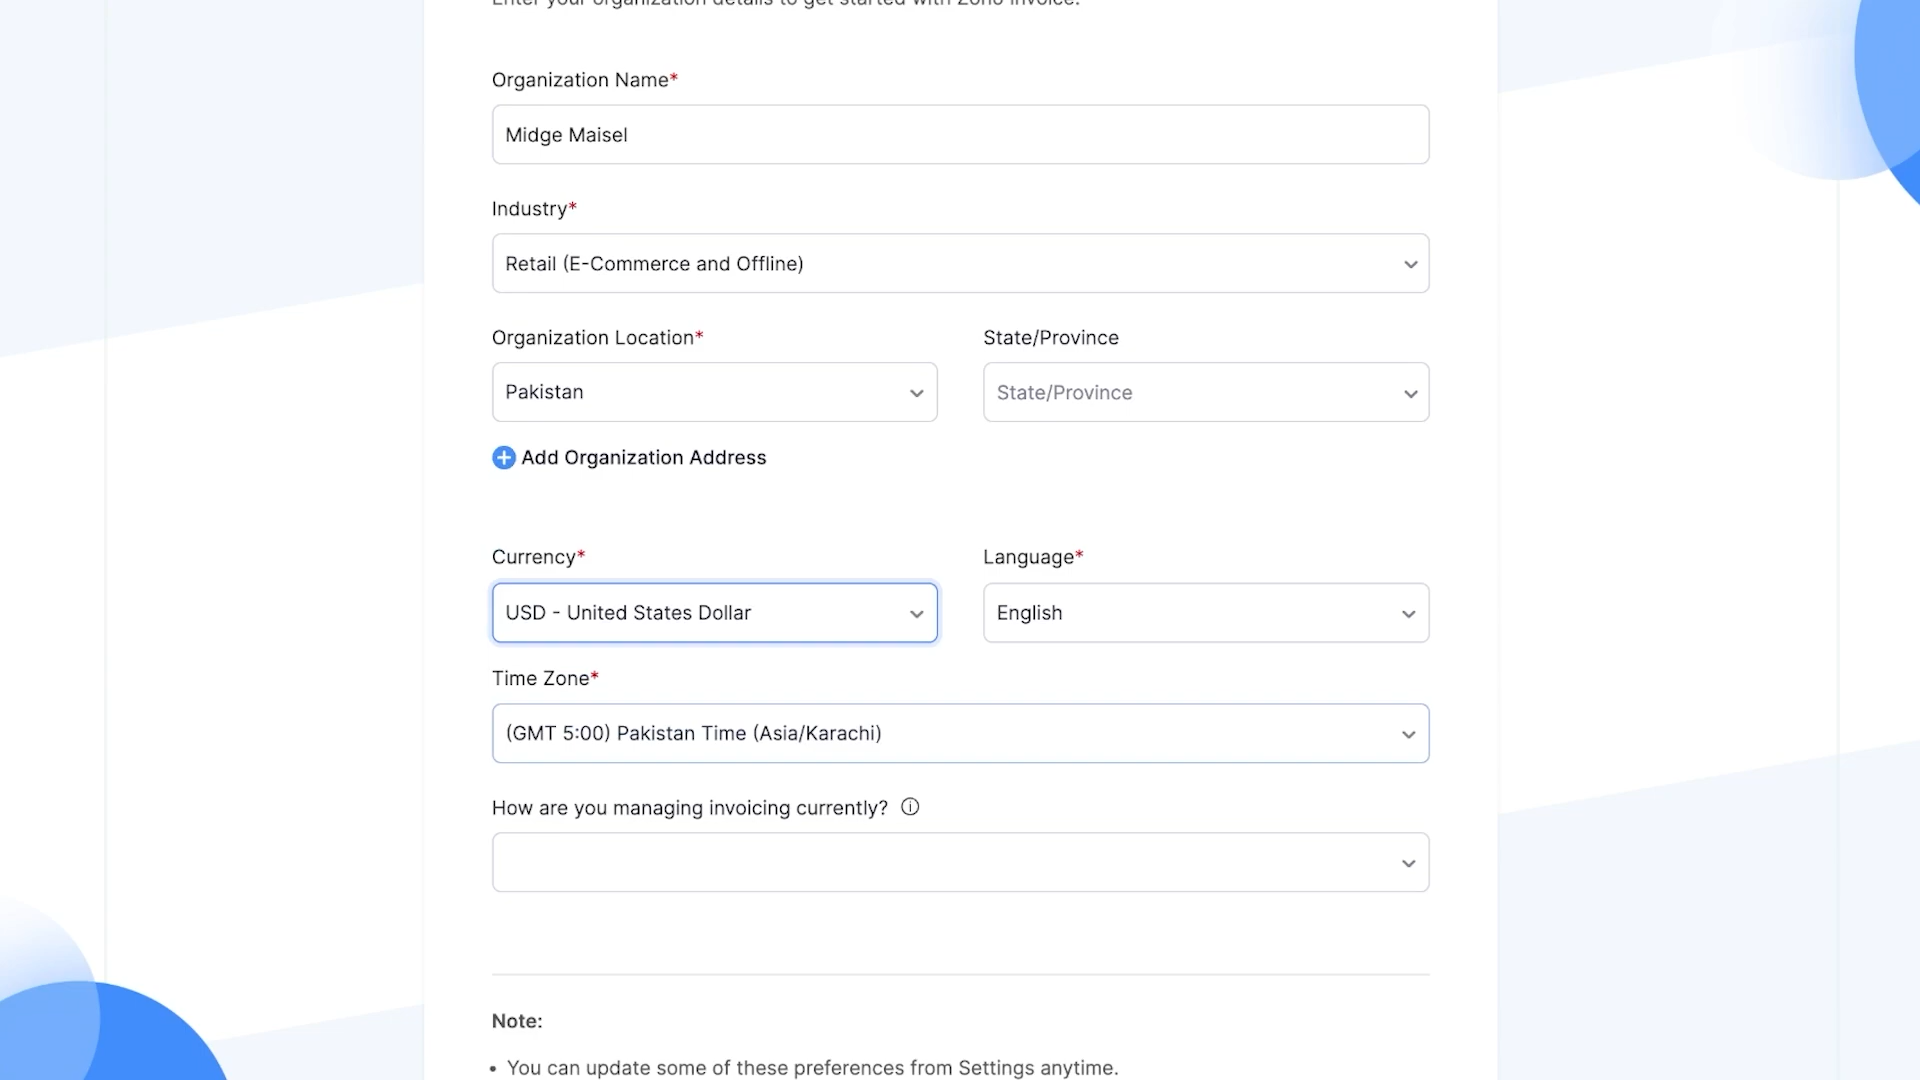 Enter your organization details to get started with Zoho Invoice.
Organization Name*
Midge Maisel
Industry*
Retail (E-Commerce and Offline)
Organization Location* State/Province
Pakistan State/Province
Add Organization Address
Currency* Language*
USD - United States Dollar English
Time Zone*
(GMT 5:00) Pakistan Time (Asia/Karachi)
How are you managing invoicing currently?
Note:
• You can update some of these preferences from Settings anytime.